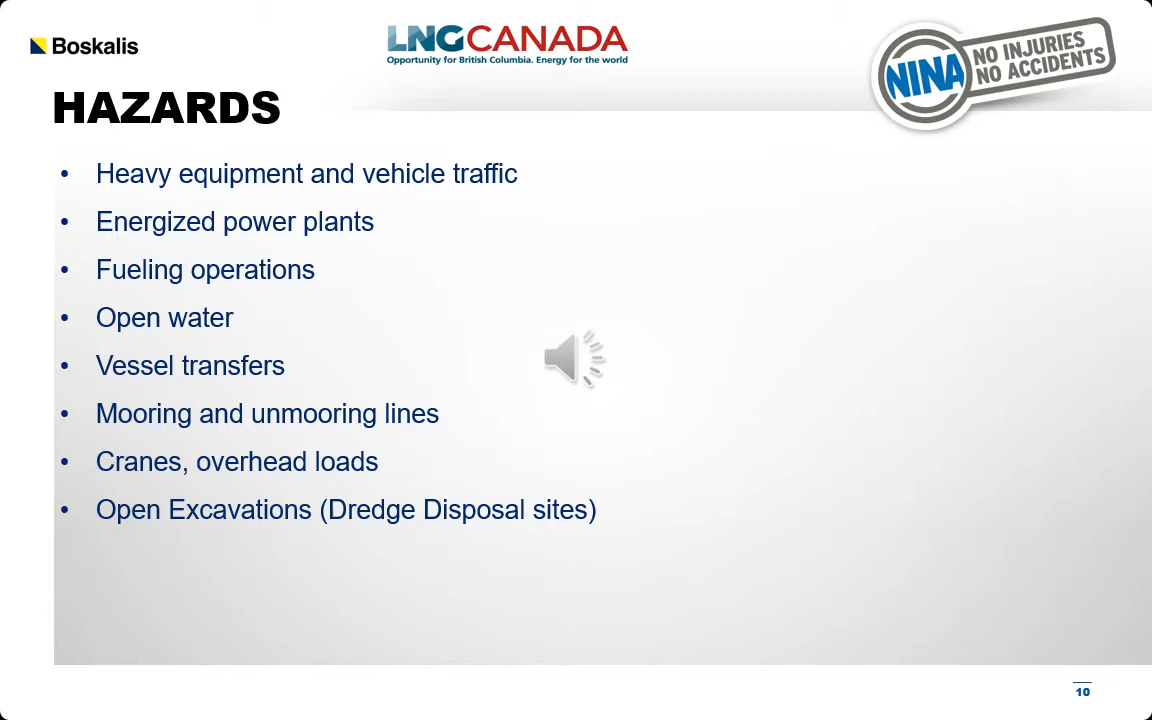 Boskalis
LNGCANADA
Opportunity for British Columbia. Energy for the world
NINA
NO INJURIES
NO ACCIDENTS
HAZARDS
• Heavy equipment and vehicle traffic
• Energized power plants
• Fueling operations
• Open water
• Vessel transfers
• Mooring and unmooring lines
• Cranes, overhead loads
• Open Excavations (Dredge Disposal sites)
10